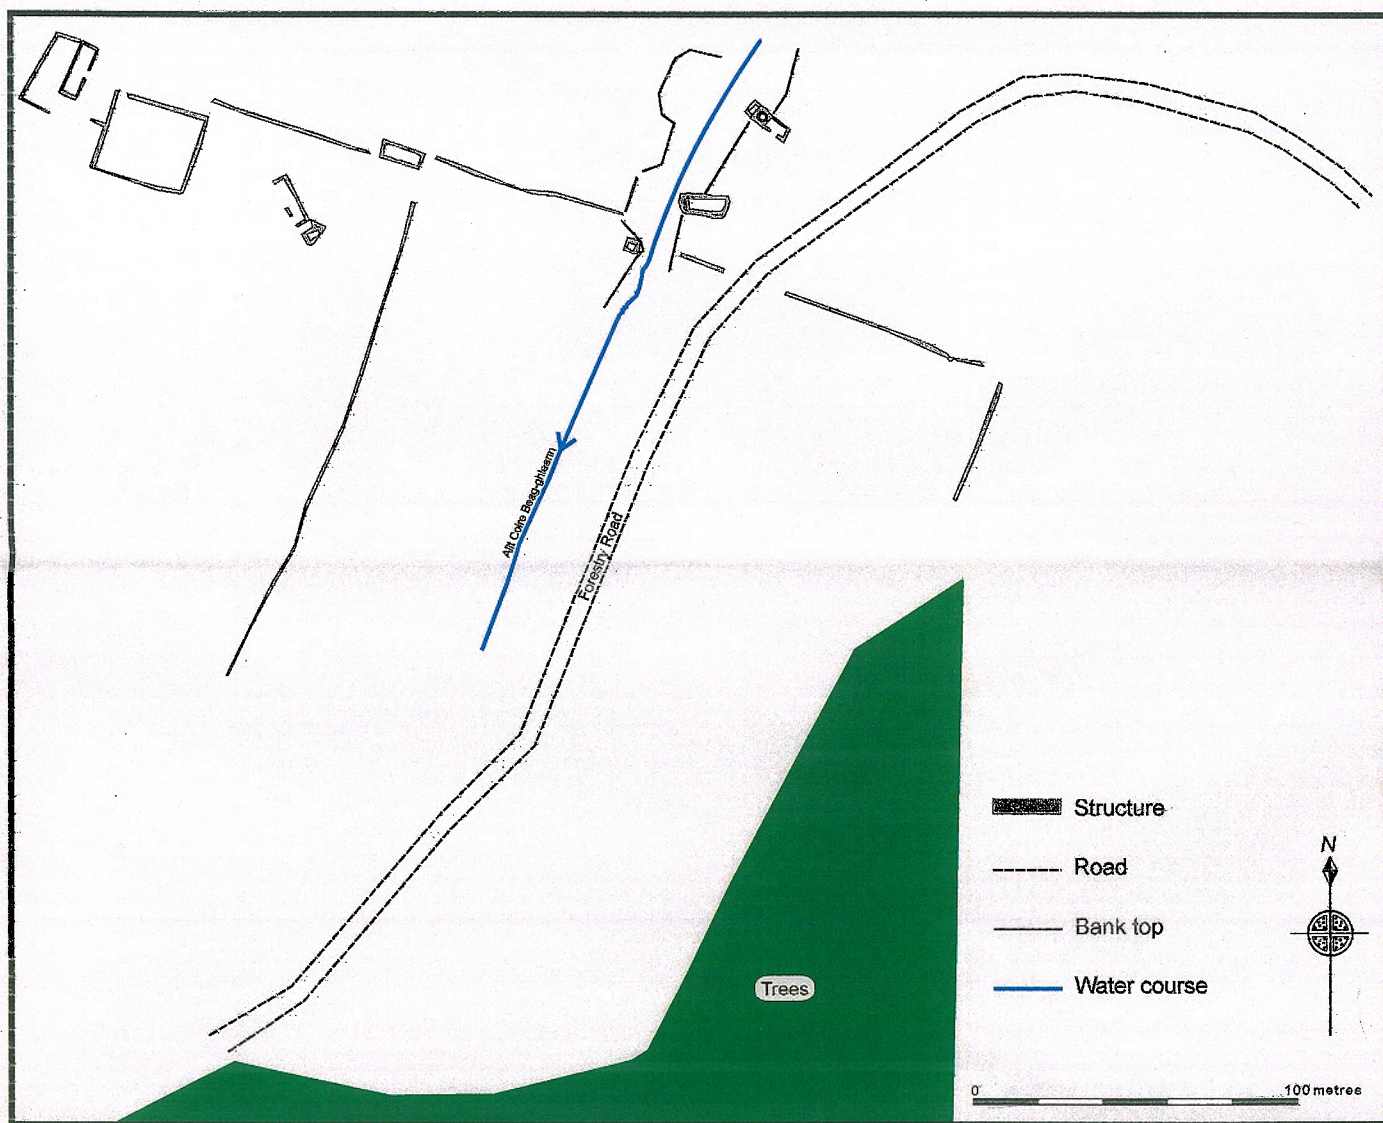 Allt Coire Beag-ghleann
Forestry Road
Trees
Structure
Road
Bank top
Water course
N
0
100 metres